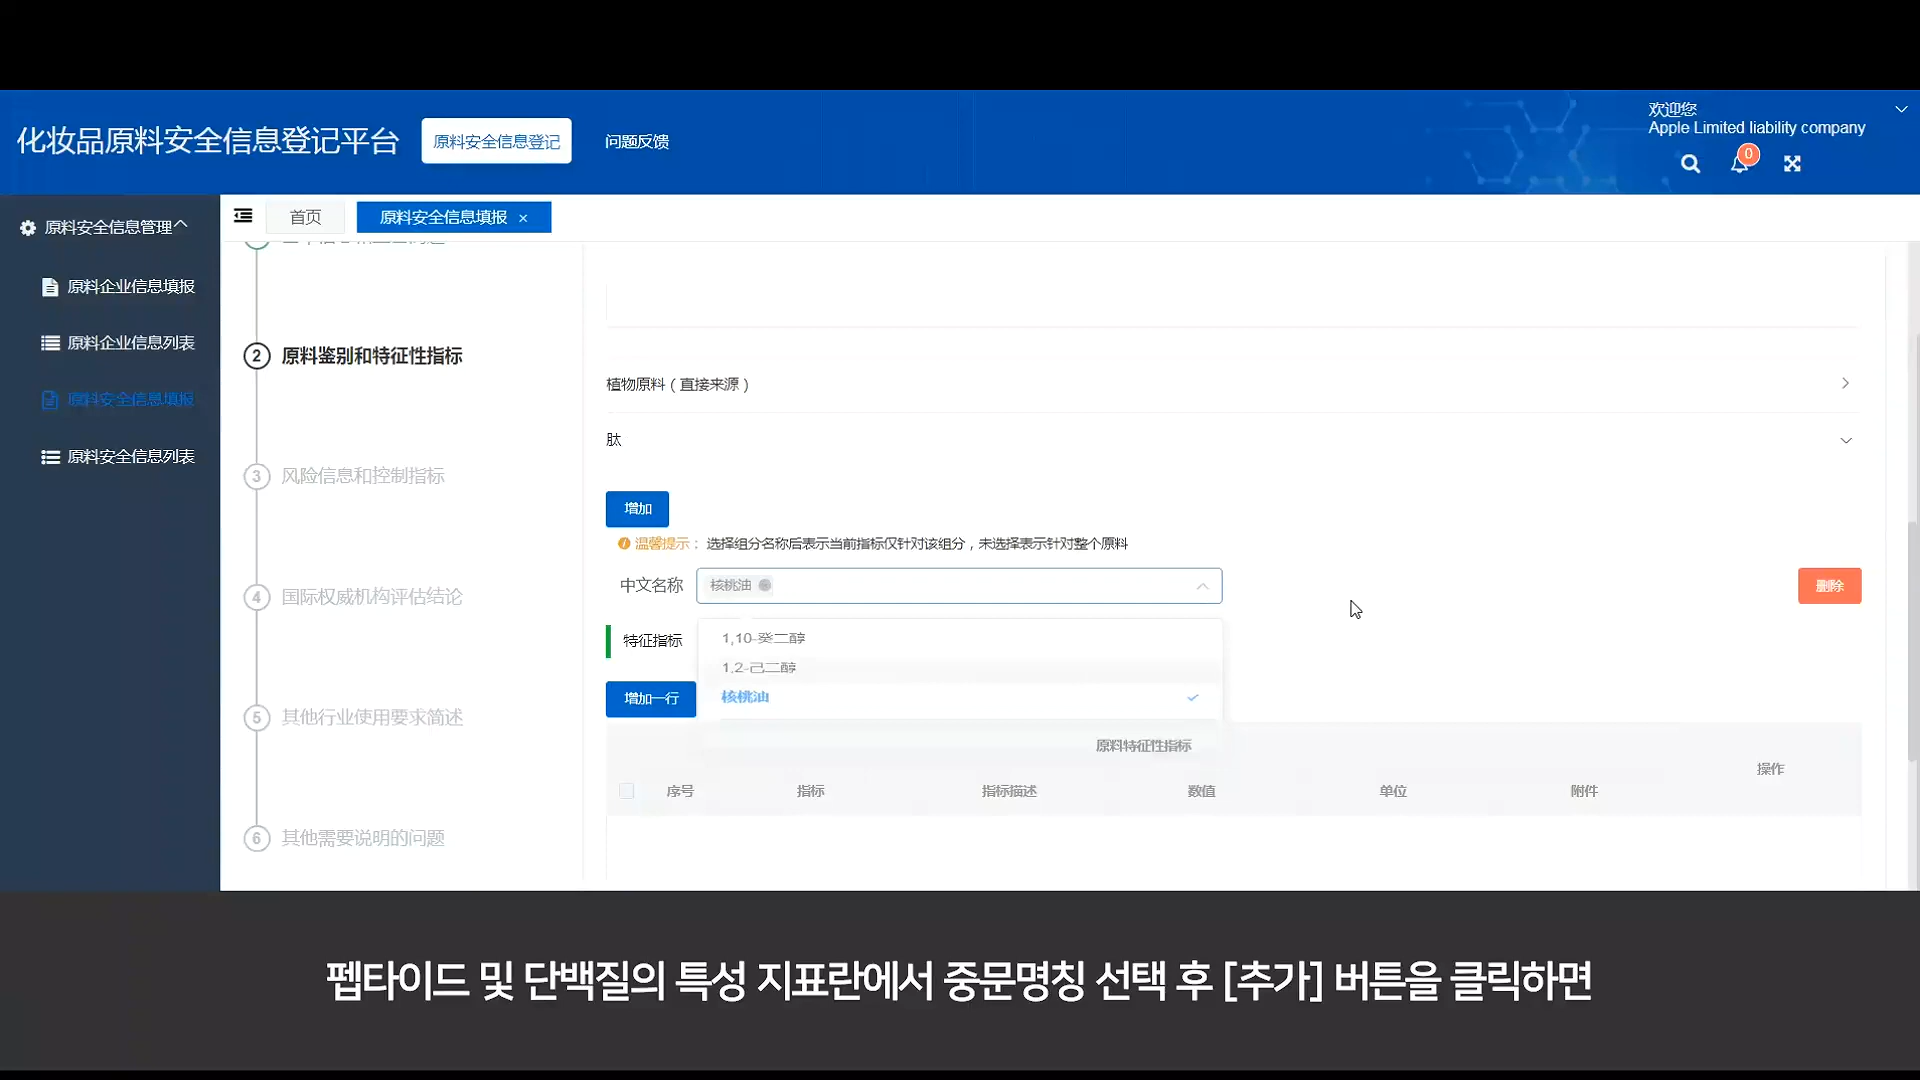 化妆品原料安全信息登记平台
原料安全信息登记
问题反馈
欢迎您
Apple Limited liability company
0
原料安全信息管理
原料企业信息填报
原料企业信息列表
原料安全信息填报
原料安全信息列表
首页
原料安全信息填报 ×
2 原料鉴别和特征性指标
3 风险信息和控制指标
4 国际权威机构评估结论
5 其他行业使用要求简述
6 其他需要说明的问题
植物原料（直接来源）
肽
增加
温馨提示： 选择组分名称后表示当前指标仅针对该组分，未选择表示针对整个原料
中文名称 核桃油
删除
特征指标
1,10-癸二醇
1,2-己二醇
核桃油
增加一行
原料特征性指标
操作
序号 指标 指标描述 数值 单位 附件
펩타이드 및 단백질의 특성 지표란에서 중문명칭 선택 후 [추가] 버튼을 클릭하면